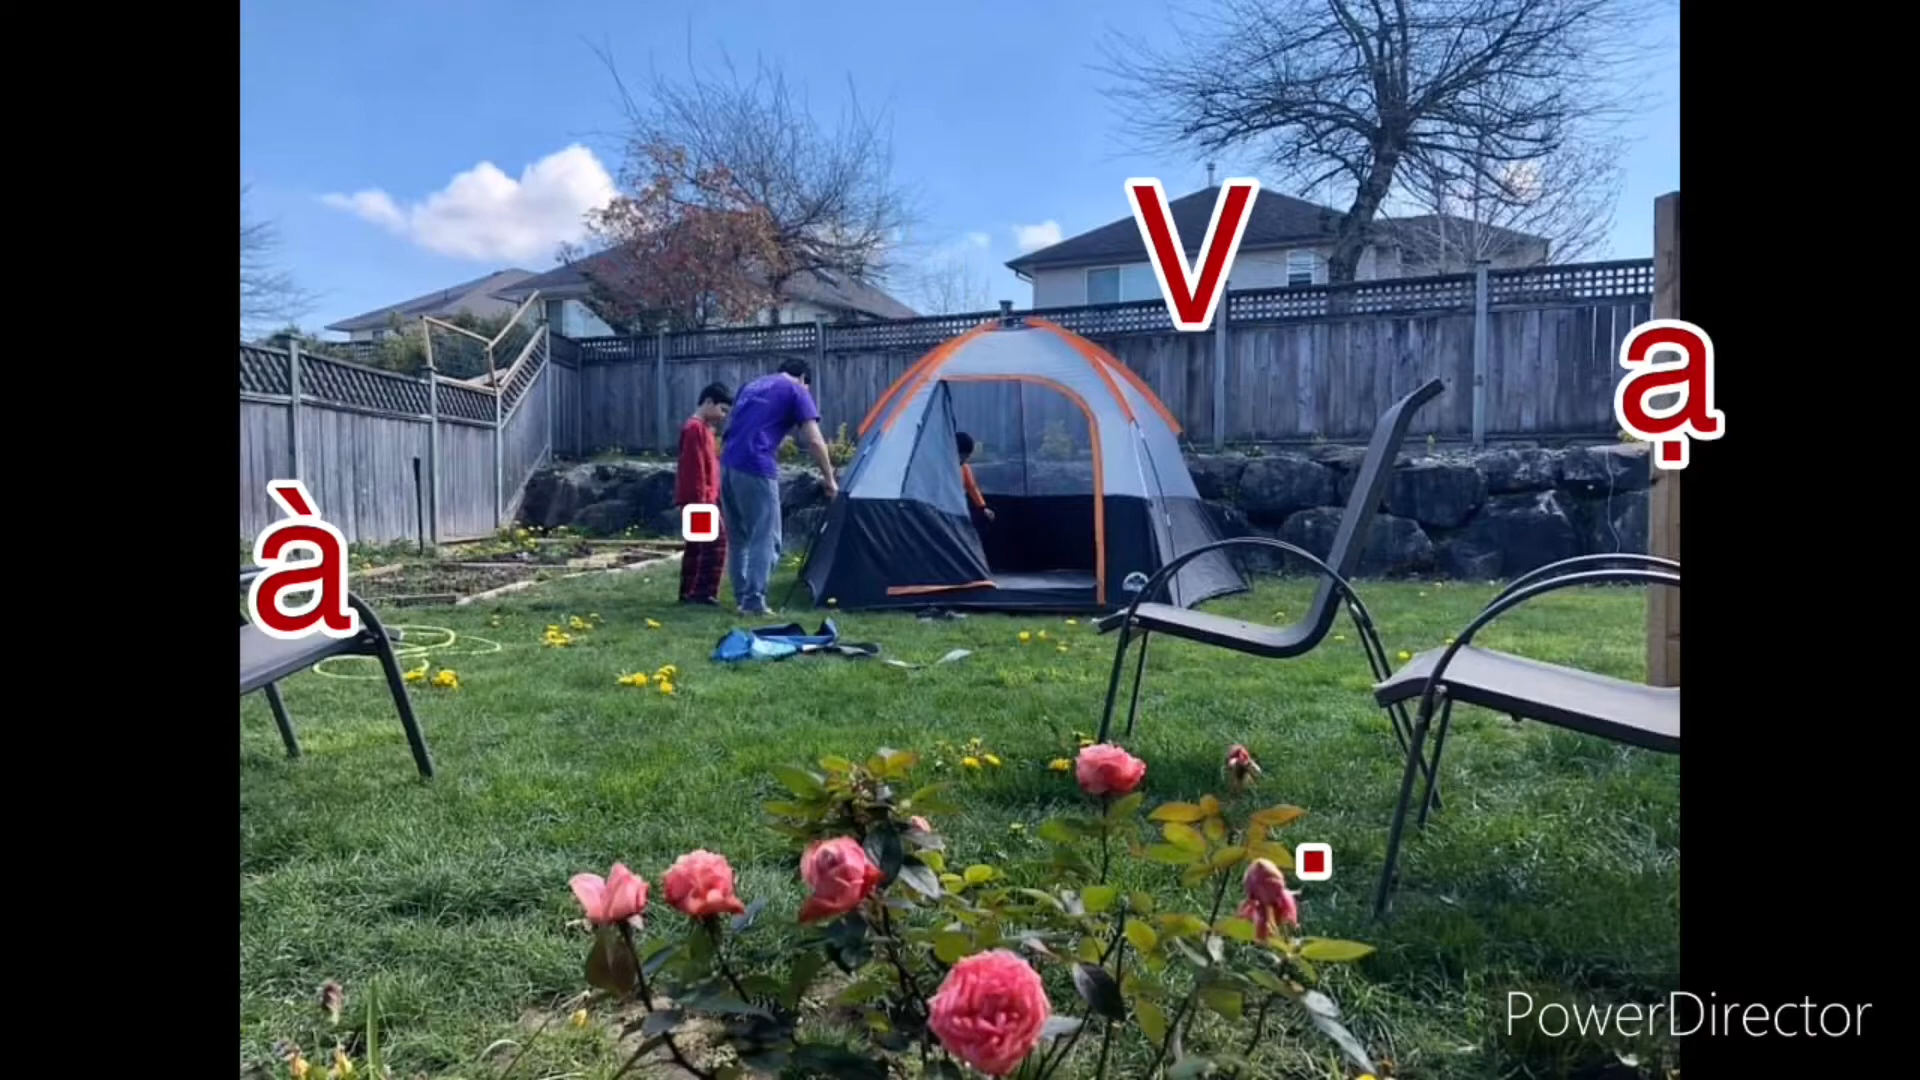 V
ạ
à
.
.
PowerDirector